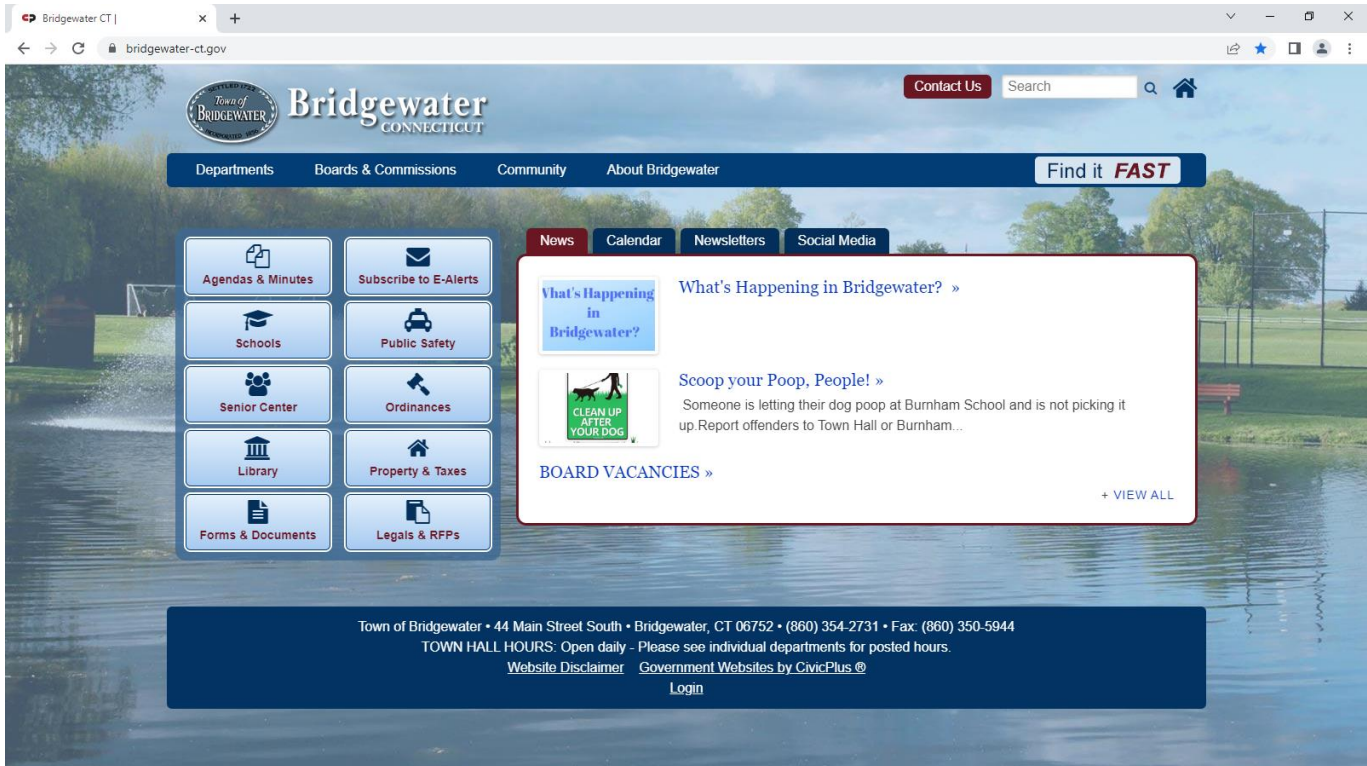 Bridgewater CT |
bridgewater-ct.gov
SETTLED 1722
Town of
BRIDGEWATER
Bridgewater
CONNECTICUT
Contact Us
Search
Departments
Boards & Commissions
Community
About Bridgewater
Find it FAST
Agendas & Minutes
Subscribe to E-Alerts
Schools
Public Safety
Senior Center
Ordinances
Library
Property & Taxes
Forms & Documents
Legals & RFPs
News
Calendar
Newsletters
Social Media
What's Happening
in
Bridgewater?
What's Happening in Bridgewater? »
CLEAN UP
AFTER
YOUR DOG
Scoop your Poop, People! »
Someone is letting their dog poop at Burnham School and is not picking it
up.Report offenders to Town Hall or Burnham...
BOARD VACANCIES »
+ VIEW ALL
Town of Bridgewater • 44 Main Street South • Bridgewater, CT 06752 • (860) 354-2731 • Fax: (860) 350-5944
TOWN HALL HOURS: Open daily - Please see individual departments for posted hours.
Website Disclaimer Government Websites by CivicPlus ®
Login